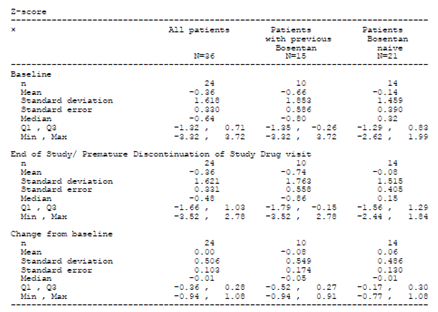 Z-score
x All patients Patients Patients
with previous Bosentan
Bosentan naive
N=36 N=15 N=21
Baseline
n 24 10 14
Mean -0.36 -0.66 -0.14
Standard deviation 1.618 1.853 1.459
Standard error 0.330 0.586 0.390
Median -0.64 -0.80 0.32
Q1 , Q3 -1.32 , 0.71 -1.35 , -0.26 -1.29 , 0.83
Min , Max -3.32 , 3.72 -3.32 , 3.72 -2.62 , 1.99
End of Study/ Premature Discontinuation of Study Drug visit
n 24 10 14
Mean -0.36 -0.74 -0.08
Standard deviation 1.621 1.763 1.515
Standard error 0.331 0.558 0.405
Median -0.48 -0.86 0.15
Q1 , Q3 -1.66 , 1.03 -1.79 , -0.15 -1.56 , 1.29
Min , Max -3.52 , 2.78 -3.52 , 2.78 -2.44 , 1.84
Change from baseline
n 24 10 14
Mean 0.00 -0.08 0.06
Standard deviation 0.506 0.549 0.486
Standard error 0.103 0.174 0.130
Median -0.01 -0.05 -0.01
Q1 , Q3 -0.36 , 0.28 -0.52 , 0.27 -0.17 , 0.30
Min , Max -0.94 , 1.08 -0.94 , 0.91 -0.77 , 1.08